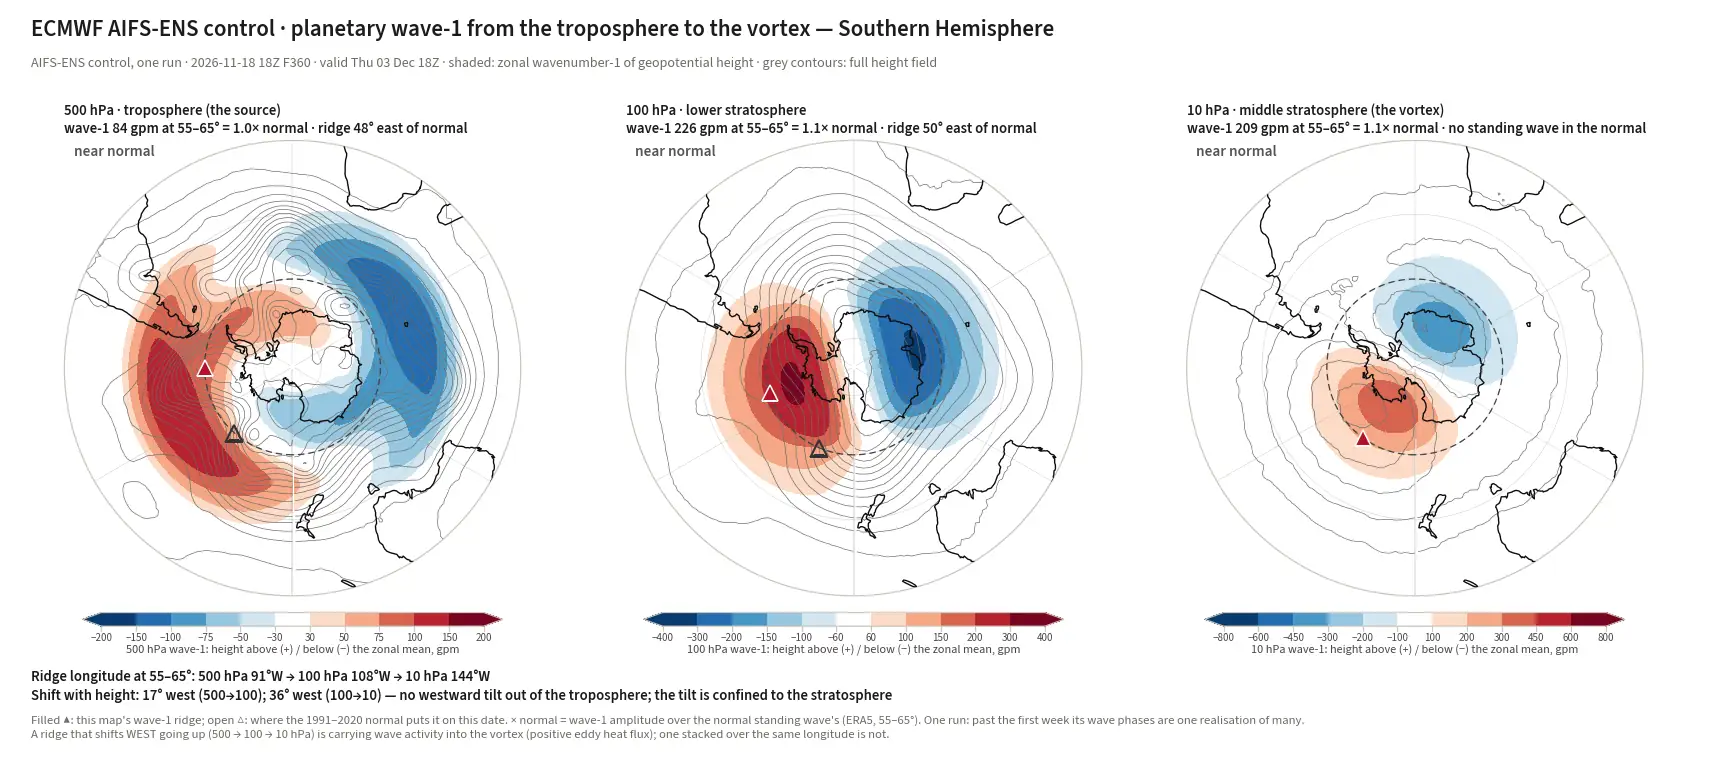 ECMWF AIFS-ENS control · planetary wave-1 from the troposphere to the vortex — Southern Hemisphere
AIFS-ENS control, one run · 2026-11-18 18Z F360 · valid Thu 03 Dec 18Z · shaded: zonal wavenumber-1 of geopotential height · grey contours: full height field
500 hPa · troposphere (the source)
wave-1 84 gpm at 55–65° = 1.0× normal · ridge 48° east of normal
near normal
100 hPa · lower stratosphere
wave-1 226 gpm at 55–65° = 1.1× normal · ridge 50° east of normal
near normal
10 hPa · middle stratosphere (the vortex)
wave-1 209 gpm at 55–65° = 1.1× normal · no standing wave in the normal
near normal
−200 −150 −100 −75 −50 −30 30 50 75 100 150 200
500 hPa wave-1: height above (+) / below (−) the zonal mean, gpm
−400 −300 −200 −150 −100 −60 60 100 150 200 300 400
100 hPa wave-1: height above (+) / below (−) the zonal mean, gpm
−800 −600 −450 −300 −200 −100 100 200 300 450 600 800
10 hPa wave-1: height above (+) / below (−) the zonal mean, gpm
Ridge longitude at 55–65°: 500 hPa 91°W → 100 hPa 108°W → 10 hPa 144°W
Shift with height: 17° west (500→100); 36° west (100→10) — no westward tilt out of the troposphere; the tilt is confined to the stratosphere
Filled ▲: this map's wave-1 ridge; open △: where the 1991–2020 normal puts it on this date. × normal = wave-1 amplitude over the normal standing wave's (ERA5, 55–65°). One run: past the first week its wave phases are one realisation of many.
A ridge that shifts WEST going up (500 → 100 → 10 hPa) is carrying wave activity into the vortex (positive eddy heat flux); one stacked over the same longitude is not.